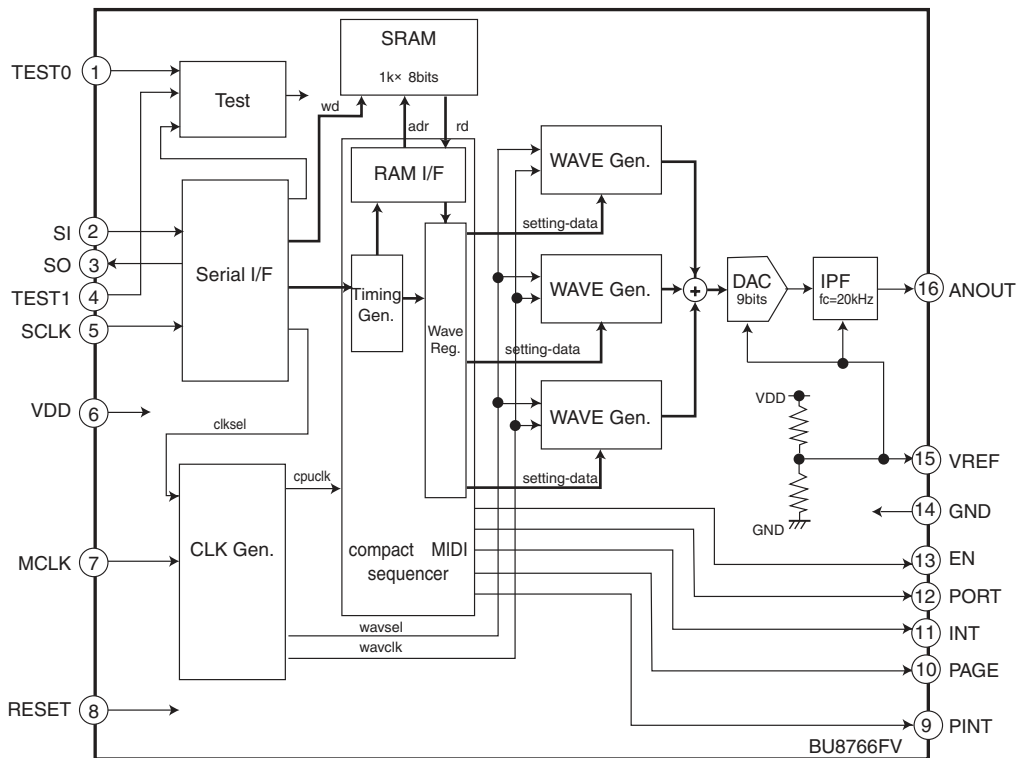 SRAM
1k× 8bits
TEST0 1
Test
wd
adr
rd
WAVE Gen.
RAM I/F
SI 2
SO 3
TEST1 4
SCLK 5
Serial I/F
setting-data
Timing
Gen.
Wave
Reg.
WAVE Gen.
+
DAC
9bits
IPF
fc=20kHz
16 ANOUT
setting-data
VDD 6
clksel
WAVE Gen.
VDD
15 VREF
cpuclk
setting-data
GND
14 GND
MCLK 7
CLK Gen.
compact MIDI
sequencer
13 EN
12 PORT
wavsel
11 INT
wavclk
10 PAGE
RESET 8
9 PINT
BU8766FV